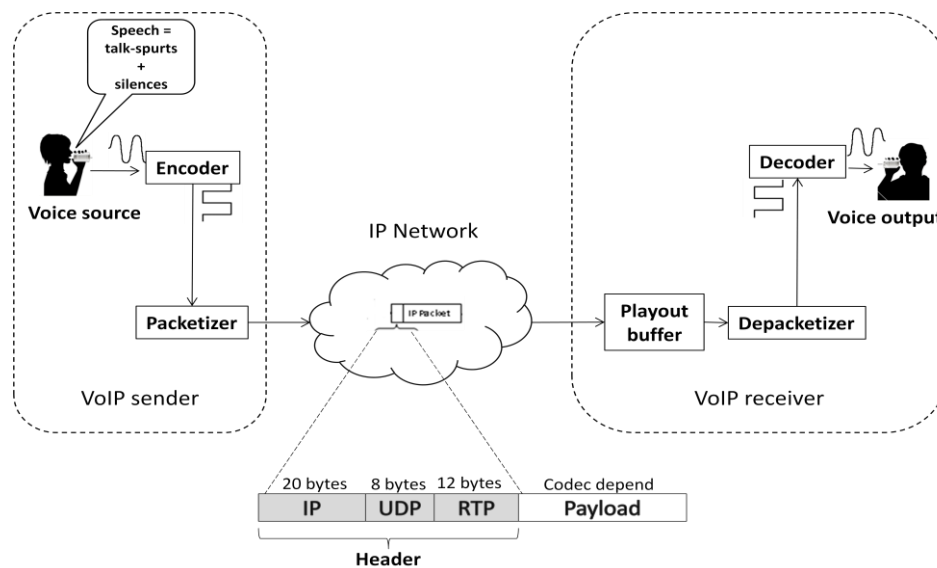 Speech =
talk-spurts
+
silences
Encoder
Voice source
Packetizer
VoIP sender
IP Network
IP Packet
Decoder
Voice output
Playout
buffer
Depacketizer
VoIP receiver
20 bytes 8 bytes 12 bytes Codec depend
IP UDP RTP Payload
Header